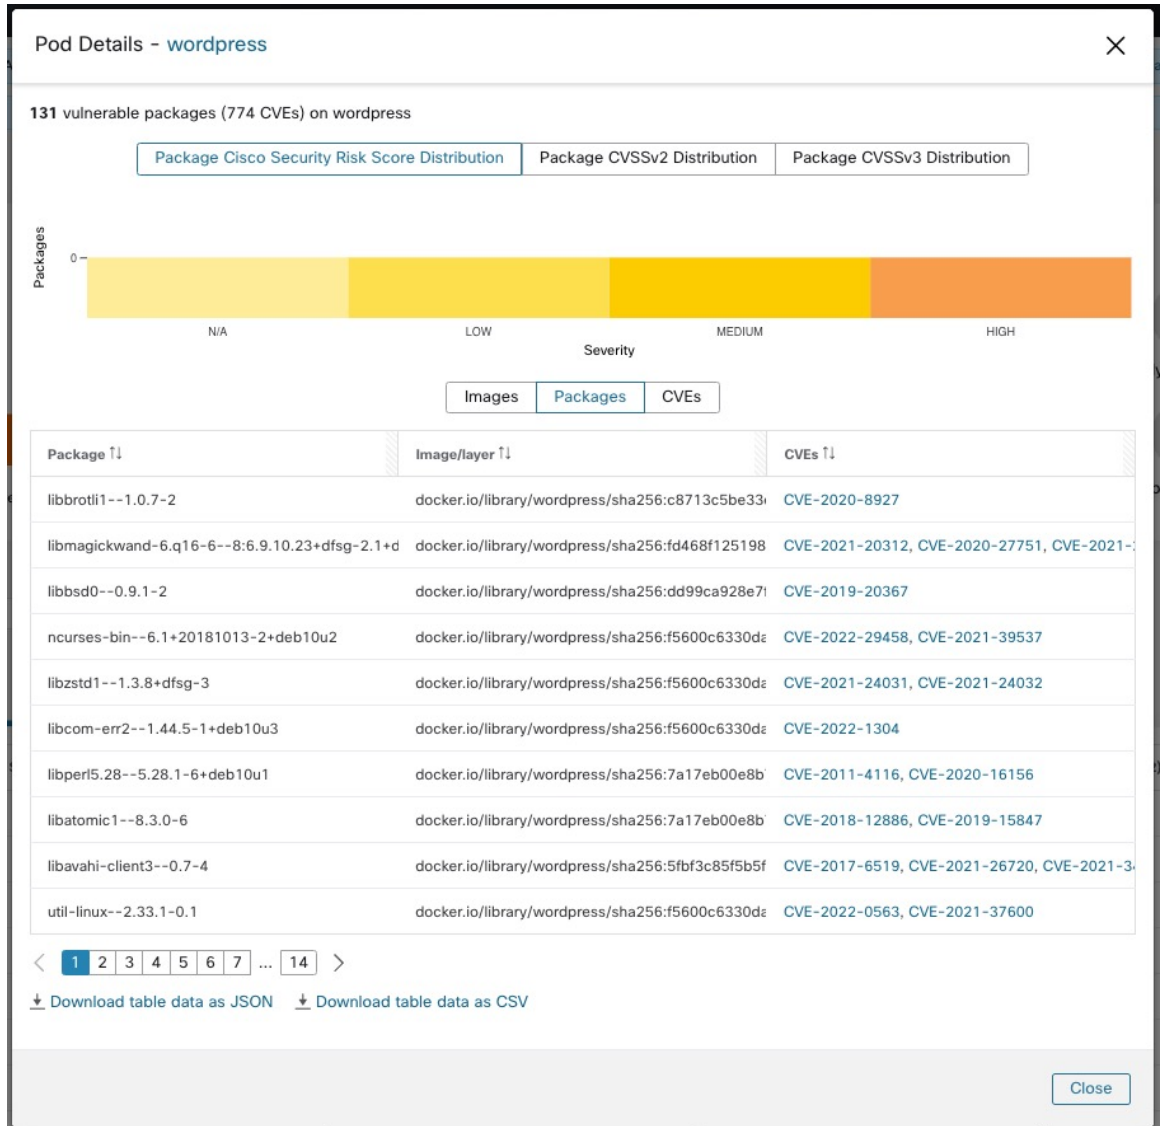 Pod Details - wordpress
131 vulnerable packages (774 CVEs) on wordpress
Package Cisco Security Risk Score Distribution Package CVSSv2 Distribution Package CVSSv3 Distribution
Packages
0
N/A LOW MEDIUM HIGH
Severity
Images Packages CVEs
Package Image/layer CVEs
libbrotli1--1.0.7-2 docker.io/library/wordpress/sha256:c8713c5be33 CVE-2020-8927
libmagickwand-6.q16-6--8:6.9.10.23+dfsg-2.1+d docker.io/library/wordpress/sha256:fd468f125198 CVE-2021-20312, CVE-2020-27751, CVE-2021-
libbsd0--0.9.1-2 docker.io/library/wordpress/sha256:dd99ca928e7 CVE-2019-20367
ncurses-bin--6.1+20181013-2+deb10u2 docker.io/library/wordpress/sha256:f5600c6330da CVE-2022-29458, CVE-2021-39537
libzstd1--1.3.8+dfsg-3 docker.io/library/wordpress/sha256:f5600c6330da CVE-2021-24031, CVE-2021-24032
libcom-err2--1.44.5-1+deb10u3 docker.io/library/wordpress/sha256:f5600c6330da CVE-2022-1304
libperl5.28--5.28.1-6+deb10u1 docker.io/library/wordpress/sha256:7a17eb00e8b CVE-2011-4116, CVE-2020-16156
libatomic1--8.3.0-6 docker.io/library/wordpress/sha256:7a17eb00e8b CVE-2018-12886, CVE-2019-15847
libavahi-client3--0.7-4 docker.io/library/wordpress/sha256:5fbf3c85f5b5f CVE-2017-6519, CVE-2021-26720, CVE-2021-3
util-linux--2.33.1-0.1 docker.io/library/wordpress/sha256:f5600c6330da CVE-2022-0563, CVE-2021-37600
1 2 3 4 5 6 7 ... 14
Download table data as JSON Download table data as CSV
Close